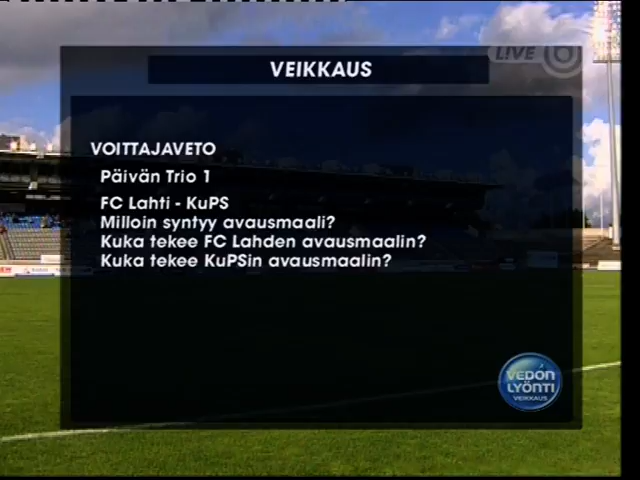 LIVE
VEIKKAUS
VOITTAJAVETO
Päivän Trio 1
FC Lahti - KuPS
Milloin syntyy avausmaali?
Kuka tekee FC Lahden avausmaalin?
Kuka tekee KuPSin avausmaalin?
VEDON
LYÖNTI
VEIKKAUS